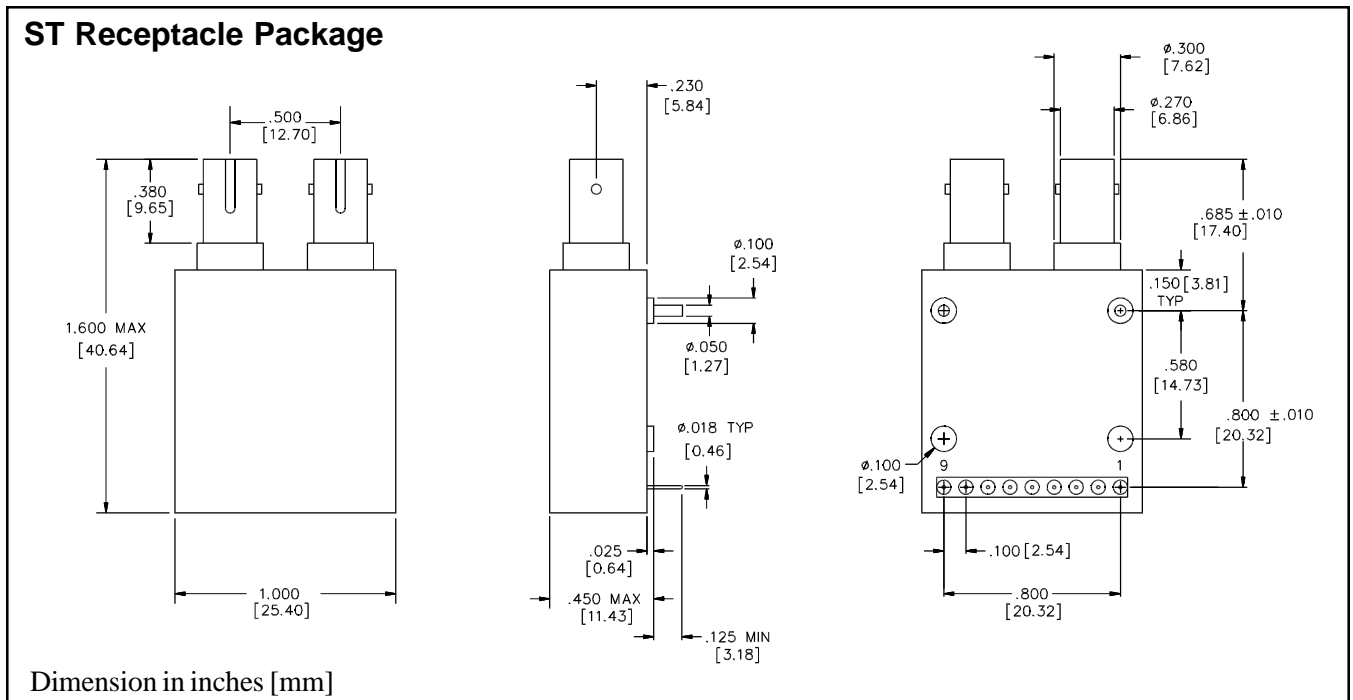 ST Receptacle Package
.500
[12.70]
.380
[9.65]
1.600 MAX
[40.64]
1.000
[25.40]
.230
[5.84]
ø.100
[2.54]
ø.050
[1.27]
ø.018 TYP
[0.46]
.025
[0.64]
.450 MAX
[11.43]
.125 MIN
[3.18]
ø.300
[7.62]
ø.270
[6.86]
.685 ±.010
[17.40]
.150 [3.81]
TYP
.580
[14.73]
.800 ±.010
[20.32]
ø.100
[2.54]
9
1
.100 [2.54]
.800
[20.32]
Dimension in inches [mm]